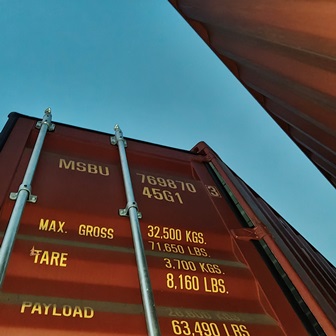 MSBU 769870 3
45G1
MAX. GROSS 32.500 KGS.
71.650 LBS.
TARE 3.700 KGS.
8,160 LBS.
PAYLOAD KGS.
63,490 LBS.